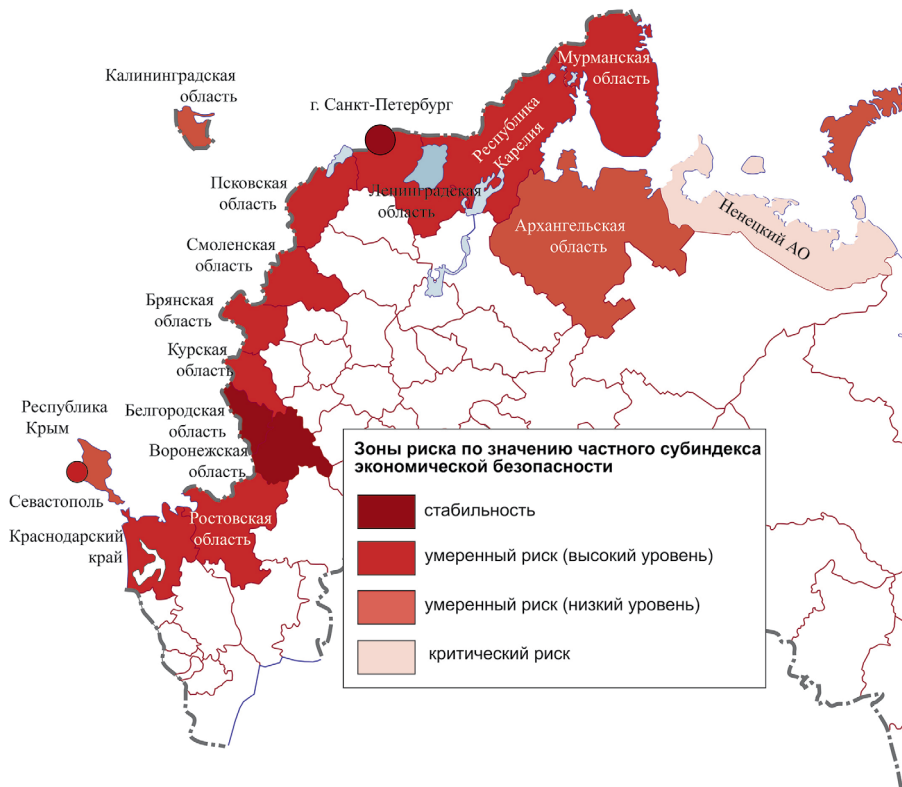 Мурманская
область
Калининградская
область
г. Санкт-Петербург
Республика
Карелия
Псковская
область
Ленинградская
область
Ненецкий АО
Архангельская
область
Смоленская
область
Брянская
область
Курская
область
Республика
Крым
Белгородская
область
Воронежская
область
Севастополь
Ростовская
область
Краснодарский
край
Зоны риска по значению частного субиндекса
экономической безопасности
стабильность
умеренный риск (высокий уровень)
умеренный риск (низкий уровень)
критический риск